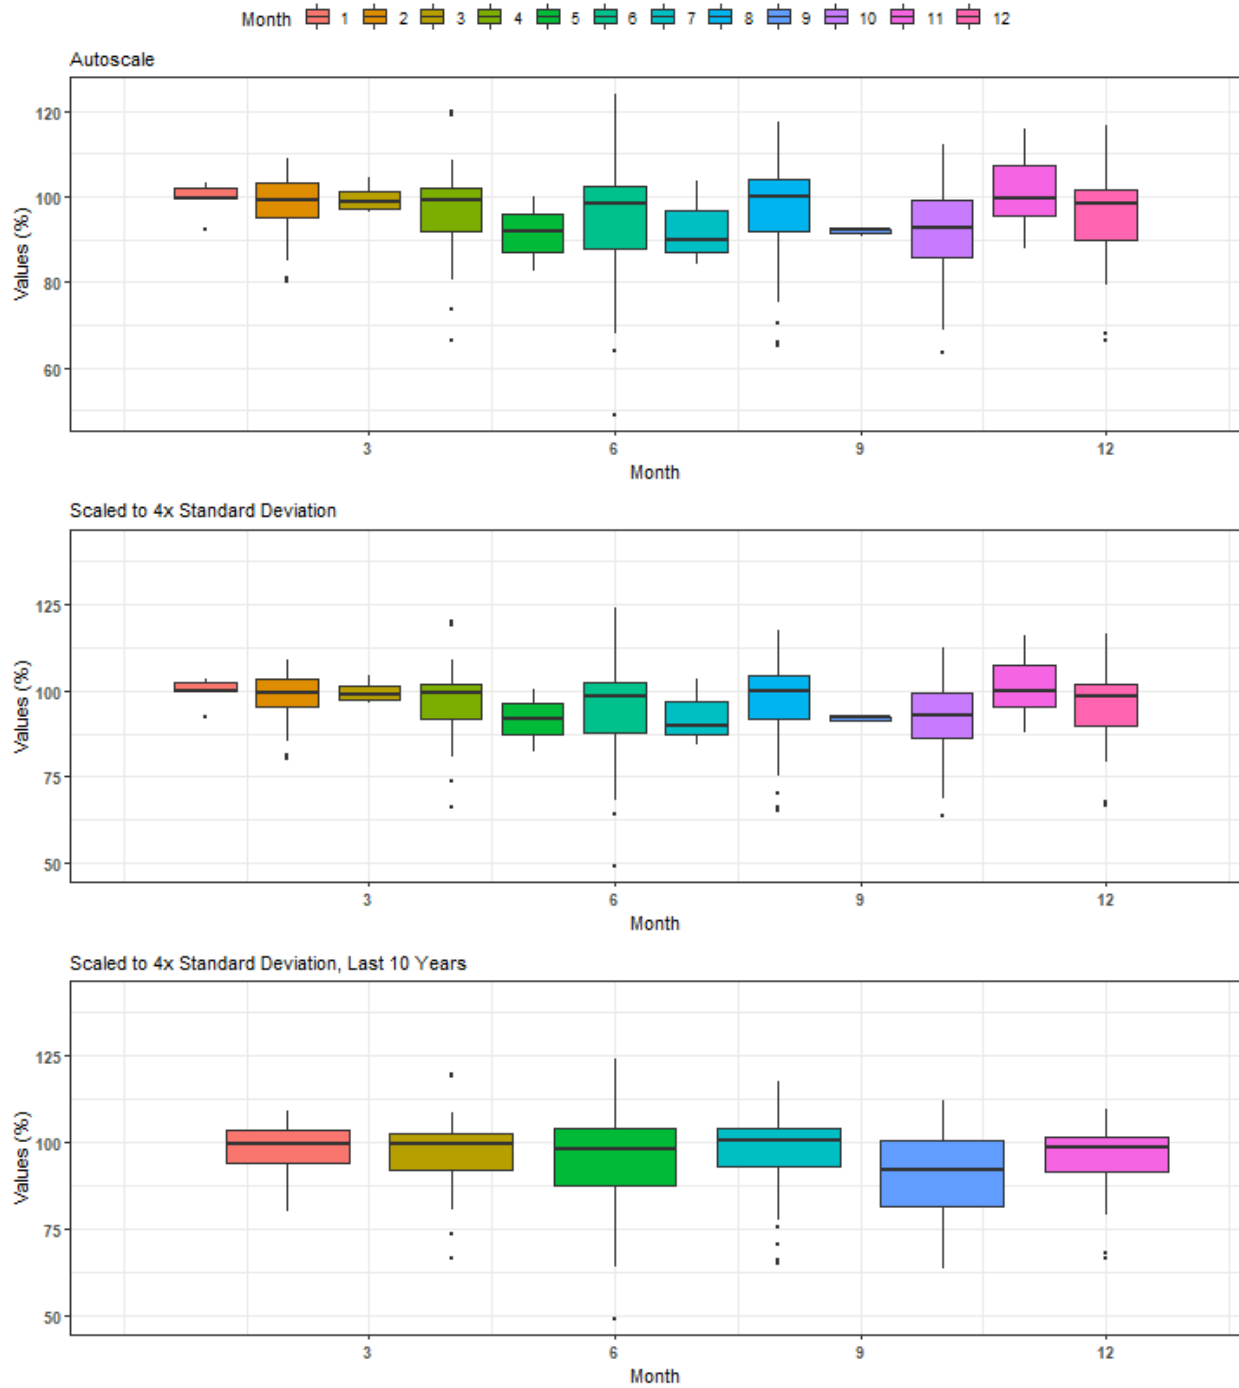 Month 1 2 3 4 5 6 7 8 9 10 11 12
Autoscale
120
100
80
60
Values (%)
3 6 9 12
Month
Scaled to 4x Standard Deviation
125
100
75
50
Values (%)
3 6 9 12
Month
Scaled to 4x Standard Deviation, Last 10 Years
125
100
75
50
Values (%)
3 6 9 12
Month